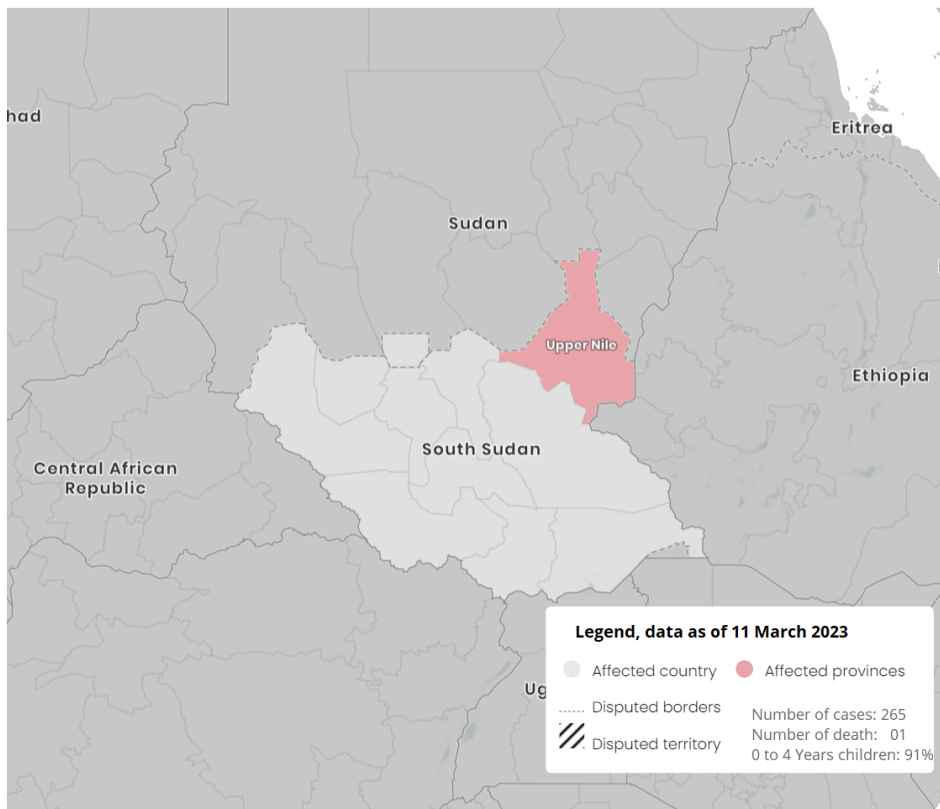 had
Eritrea
Sudan
Upper Nile
Ethiopia
South Sudan
Central African
Republic
Ug
Legend, data as of 11 March 2023
Affected country
Affected provinces
Disputed borders
Disputed territory
Number of cases: 265
Number of death: 01
0 to 4 Years children: 91%